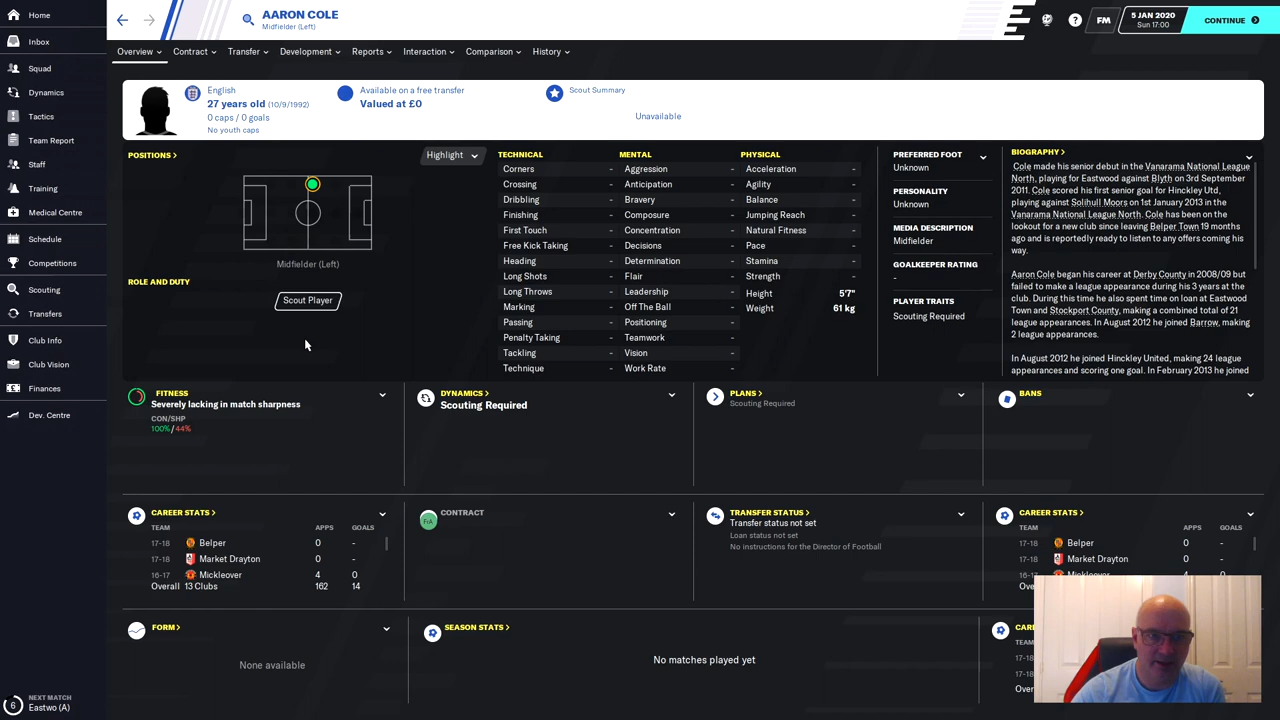 Home
Inbox
Squad
Dynamics
Tactics
Team Report
Staff
Training
Medical Centre
Schedule
Competitions
Scouting
Transfers
Club Info
Club Vision
Finances
Dev. Centre
6
NEXT MATCH
Eastwo (A)
AARON COLE
Midfielder (Left)
?
FM
5 JAN 2020
Sun 17:00
CONTINUE
Overview
Contract
Transfer
Development
Reports
Interaction
Comparison
History
English
27 years old (10/9/1992)
0 caps / 0 goals
No youth caps
Available on a free transfer
Valued at £0
Scout Summary
Unavailable
POSITIONS
Highlight
Midfielder (Left)
ROLE AND DUTY
Scout Player
TECHNICAL
Corners -
Crossing -
Dribbling -
Finishing -
First Touch -
Free Kick Taking -
Heading -
Long Shots -
Long Throws -
Marking -
Passing -
Penalty Taking -
Tackling -
Technique -
MENTAL
Aggression -
Anticipation -
Bravery -
Composure -
Concentration -
Decisions -
Determination -
Flair -
Leadership -
Off The Ball -
Positioning -
Teamwork -
Vision -
Work Rate -
PHYSICAL
Acceleration -
Agility -
Balance -
Jumping Reach -
Natural Fitness -
Pace -
Stamina -
Strength -
Height 5'7"
Weight 61 kg
PREFERRED FOOT
Unknown
PERSONALITY
Unknown
MEDIA DESCRIPTION
Midfielder
GOALKEEPER RATING
-
PLAYER TRAITS
Scouting Required
BIOGRAPHY
Cole made his senior debut in the Vanarama National League
North, playing for Eastwood against Blyth on 3rd September
2011. Cole scored his first senior goal for Hinckley Utd,
playing against Solihull Moors on 1st January 2013 in the
Vanarama National League North. Cole has been on the
lookout for a new club since leaving Belper Town 19 months
ago and is reportedly ready to listen to any offers coming his
way.
Aaron Cole began his career at Derby County in 2008/09 but
failed to make a league appearance during his 3 years at the
club. During this time he also spent time on loan at Eastwood
Town and Stockport County, making a combined total of 21
league appearances. In August 2012 he joined Barrow, making
2 league appearances.
In August 2012 he joined Hinckley United, making 24 league
appearances and scoring one goal. In February 2013 he joined
FITNESS
Severely lacking in match sharpness
CON/SHP
100% / 44%
DYNAMICS
Scouting Required
PLANS
Scouting Required
BANS
CAREER STATS
TEAM APPS GOALS
17-18 Belper 0 -
17-18 Market Drayton 0 -
16-17 Mickleover 4 0
Overall 13 Clubs 162 14
FrA
CONTRACT
TRANSFER STATUS
Transfer status not set
Loan status not set
No instructions for the Director of Football
CAREER STATS
TEAM APPS GOALS
17-18 Belper 0 -
17-18 Market Drayton 0 -
FORM
None available
SEASON STATS
No matches played yet
CARE
TEAM
17-18
17-18
Over